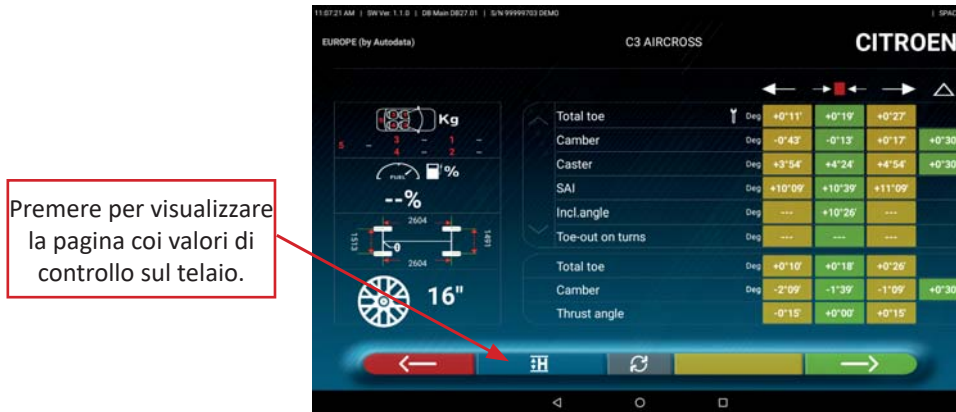 11:07:21 AM | SW Ver. 1.1.0 | DB Main DB27.01 | S/N 99999703 DEMO | SPAC
EUROPE (by Autodata) C3 AIRCROSS CITROEN
Kg
5 - 3 - 1 -
4 - 2 -
FUEL %
--%
2604
1513 0 1491
2604
16"
Total toe Deg +0°11' +0°19' +0°27'
Camber Deg -0°43' -0°13' +0°17' +0°30
Caster Deg +3°54' +4°24' +4°54' +0°30
SAI Deg +10°09' +10°39' +11°09'
Incl.angle Deg --- +10°26' ---
Toe-out on turns Deg --- --- ---
Total toe Deg +0°10' +0°18' +0°26'
Camber Deg -2°09' -1°39' -1°09' +0°30
Thrust angle -0°15' +0°00' +0°15'
H
Premere per visualizzare
la pagina coi valori di
controllo sul telaio.